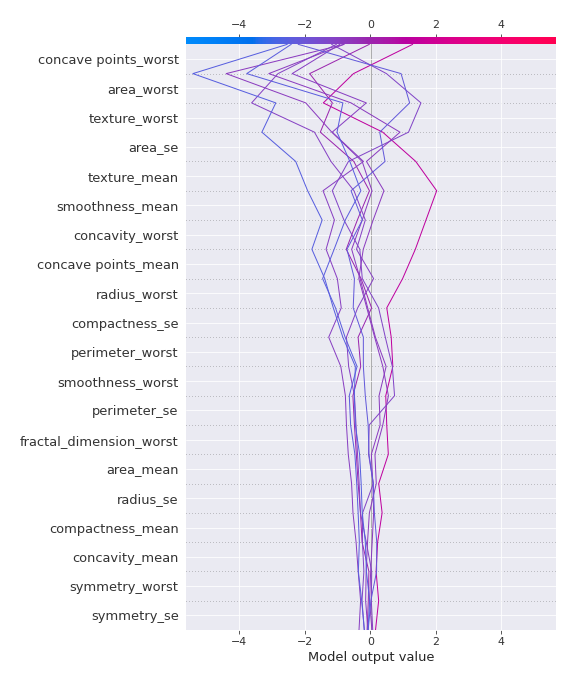 −4 −2 0 2 4
concave points_worst
area_worst
texture_worst
area_se
texture_mean
smoothness_mean
concavity_worst
concave points_mean
radius_worst
compactness_se
perimeter_worst
smoothness_worst
perimeter_se
fractal_dimension_worst
area_mean
radius_se
compactness_mean
concavity_mean
symmetry_worst
symmetry_se
−4 −2 0 2 4
Model output value